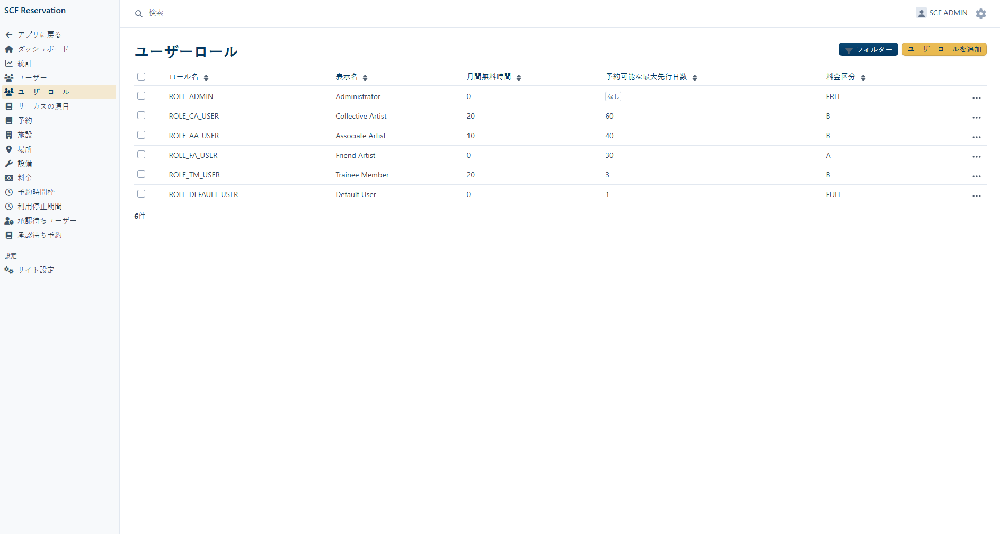 SCF Reservation
検索
SCF ADMIN
アプリに戻る
ダッシュボード
統計
ユーザー
ユーザーロール
サーカスの演目
予約
施設
場所
設備
料金
予約時間枠
利用停止期間
承認待ちユーザー
承認待ち予約
設定
サイト設定
ユーザーロール
フィルター ユーザーロールを追加
ロール名 表示名 月間無料時間 予約可能な最大先行日数 料金区分
ROLE_ADMIN Administrator 0 なし FREE
ROLE_CA_USER Collective Artist 20 60 B
ROLE_AA_USER Associate Artist 10 40 B
ROLE_FA_USER Friend Artist 0 30 A
ROLE_TM_USER Trainee Member 20 3 B
ROLE_DEFAULT_USER Default User 0 1 FULL
6件